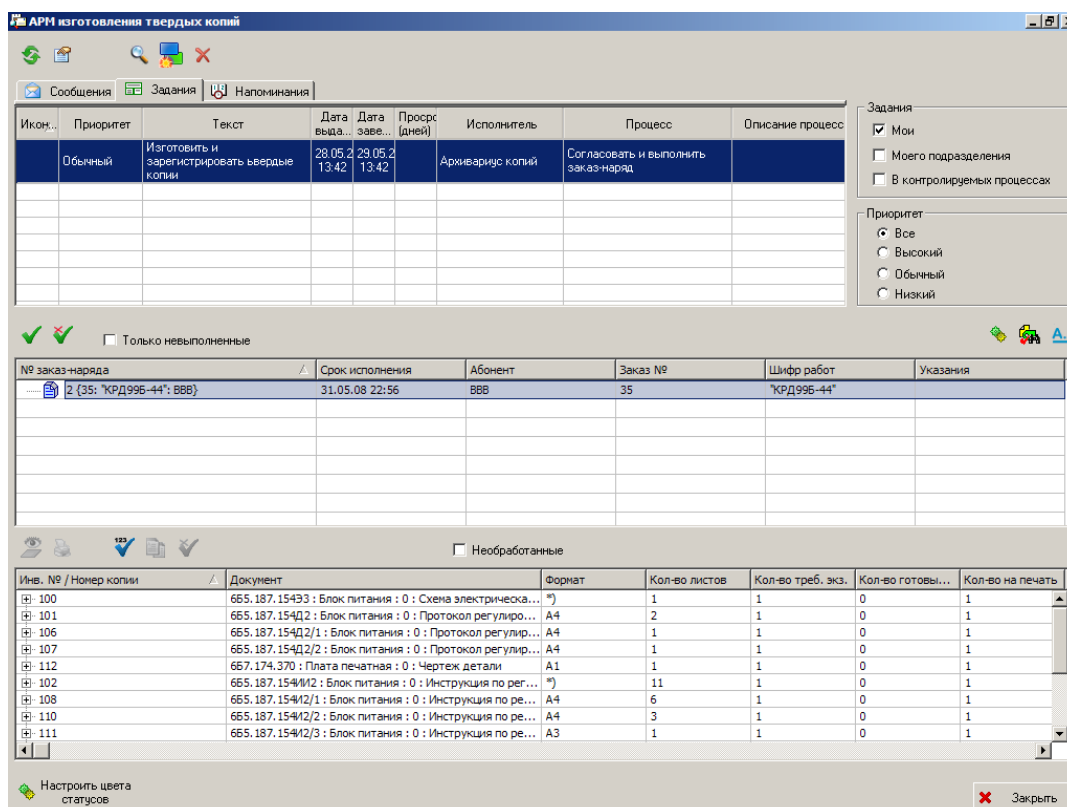 АРМ изготовления твердых копий
Сообщения Задания Напоминания
Икон... Приоритет Текст Дата выда... Дата заве... Просро (дней) Исполнитель Процесс Описание процесс
Обычный Изготовить и зарегистрировать ьвердые копии 28.05.2 13:42 29.05.2 13:42 Архивариус копий Согласовать и выполнить заказ-наряд
Задания
Мои
Моего подразделения
В контролируемых процессах
Приоритет
Все
Высокий
Обычный
Низкий
Только невыполненные
А.
№ заказ-наряда Срок исполнения Абонент Заказ № Шифр работ Указания
2 {35: "КРД99Б-44": ВВВ} 31.05.08 22:56 ВВВ 35 "КРД99Б-44"
123
Необработанные
Инв. № / Номер копии Документ Формат Кол-во листов Кол-во треб. экз. Кол-во готовы... Кол-во на печать
100 6Б5.187.154Э3 : Блок питания : 0 : Схема электрическа... *) 1 1 0 1
101 6Б5.187.154Д2 : Блок питания : 0 : Протокол регулиро... А4 2 1 0 1
106 6Б5.187.154Д2/1 : Блок питания : 0 : Протокол регулир... А4 1 1 0 1
107 6Б5.187.154Д2/2 : Блок питания : 0 : Протокол регулир... А4 1 1 0 1
112 6Б7.174.370 : Плата печатная : 0 : Чертеж детали А1 1 1 0 1
102 6Б5.187.154ИИ2 : Блок питания : 0 : Инструкция по рег... *) 11 1 0 1
108 6Б5.187.154И2/1 : Блок питания : 0 : Инструкция по ре... А4 6 1 0 1
110 6Б5.187.154И2/2 : Блок питания : 0 : Инструкция по ре... А4 3 1 0 1
111 6Б5.187.154И2/3 : Блок питания : 0 : Инструкция по ре... А3 1 1 0 1
Настроить цвета
статусов
Закрыть